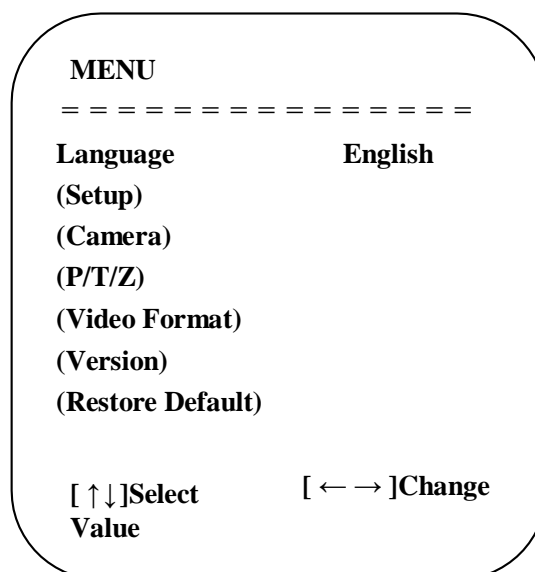 MENU
= = = = = = = = = = = = = = =
Language English
(Setup)
(Camera)
(P/T/Z)
(Video Format)
(Version)
(Restore Default)
[ ↑↓]Select [ ← → ]Change
Value